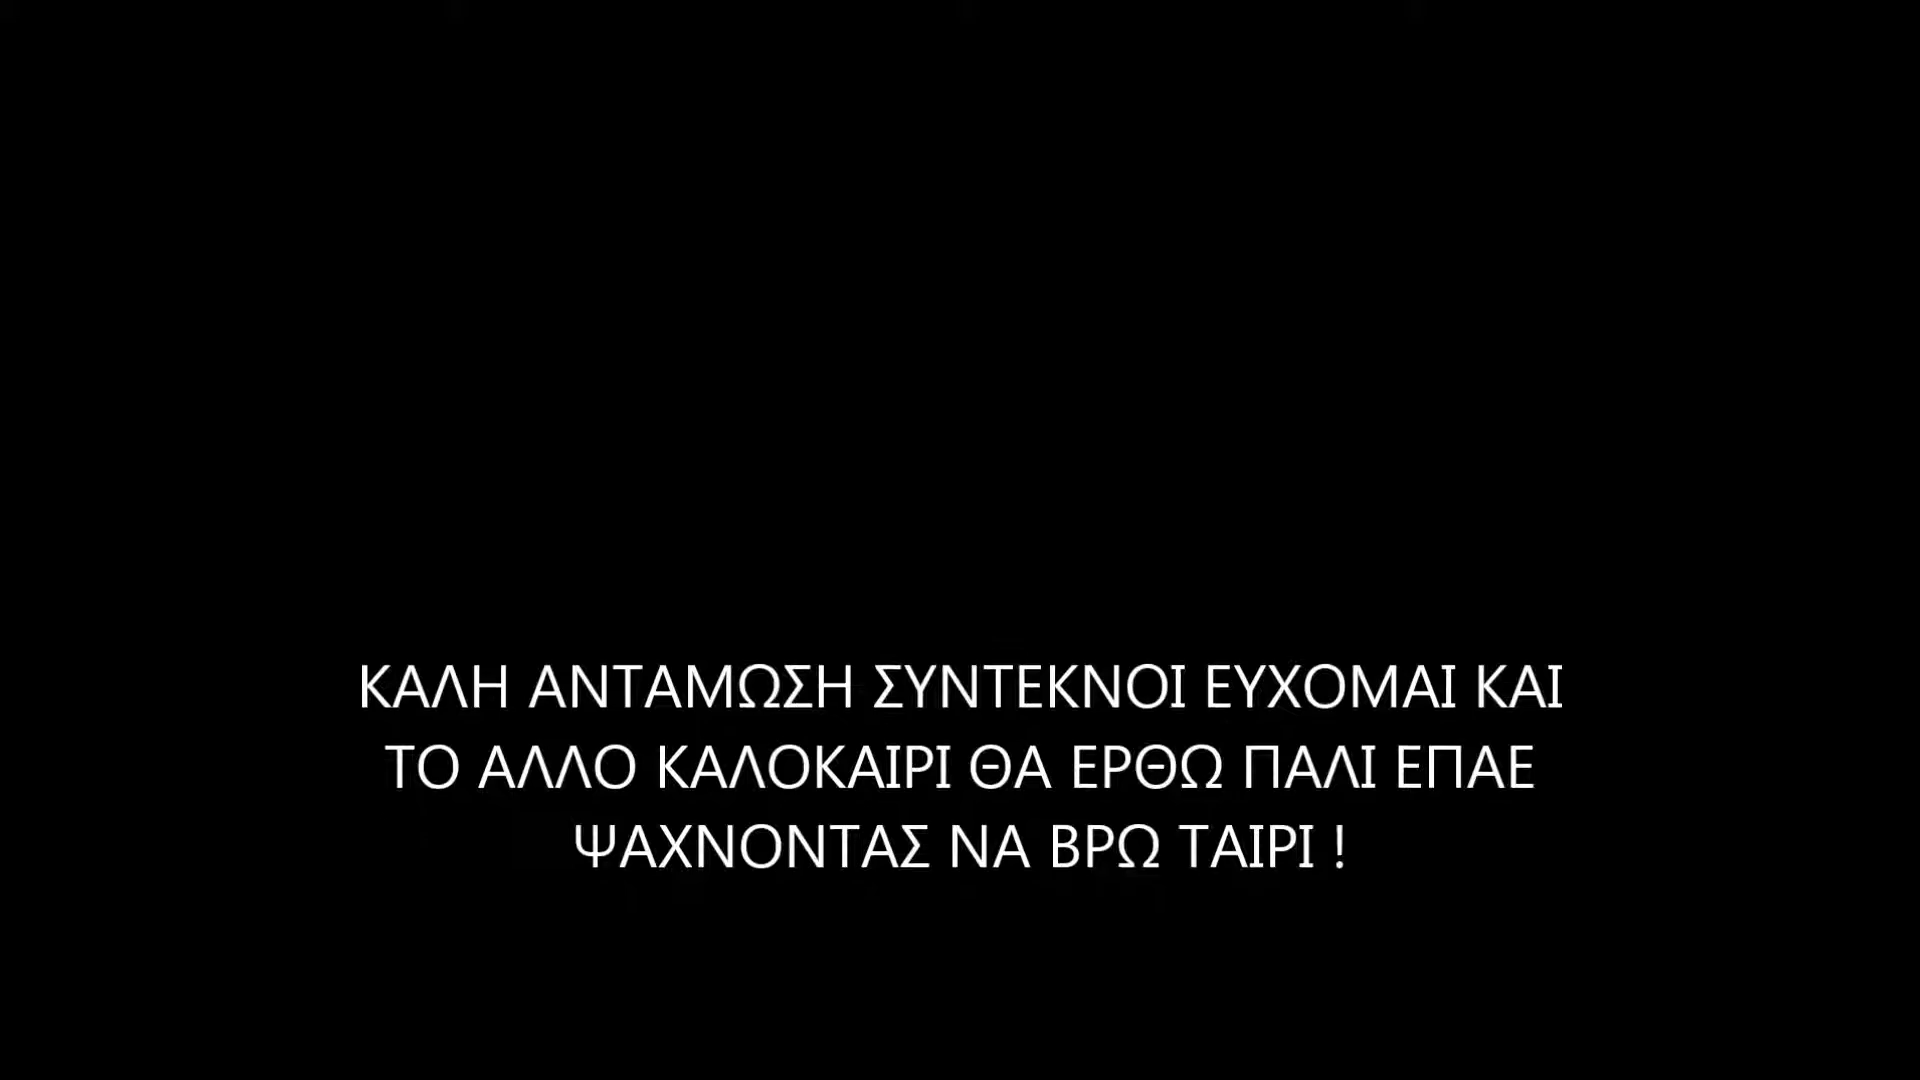 ΚΑΛΗ ΑΝΤΑΜΩΣΗ ΣΥΝΤΕΚΝΟΙ ΕΥΧΟΜΑΙ ΚΑΙ
ΤΟ ΑΛΛΟ ΚΑΛΟΚΑΙΡΙ ΘΑ ΕΡΘΩ ΠΑΛΙ ΕΠΑΕ
ΨΑΧΝΟΝΤΑΣ ΝΑ ΒΡΩ ΤΑΙΡΙ !